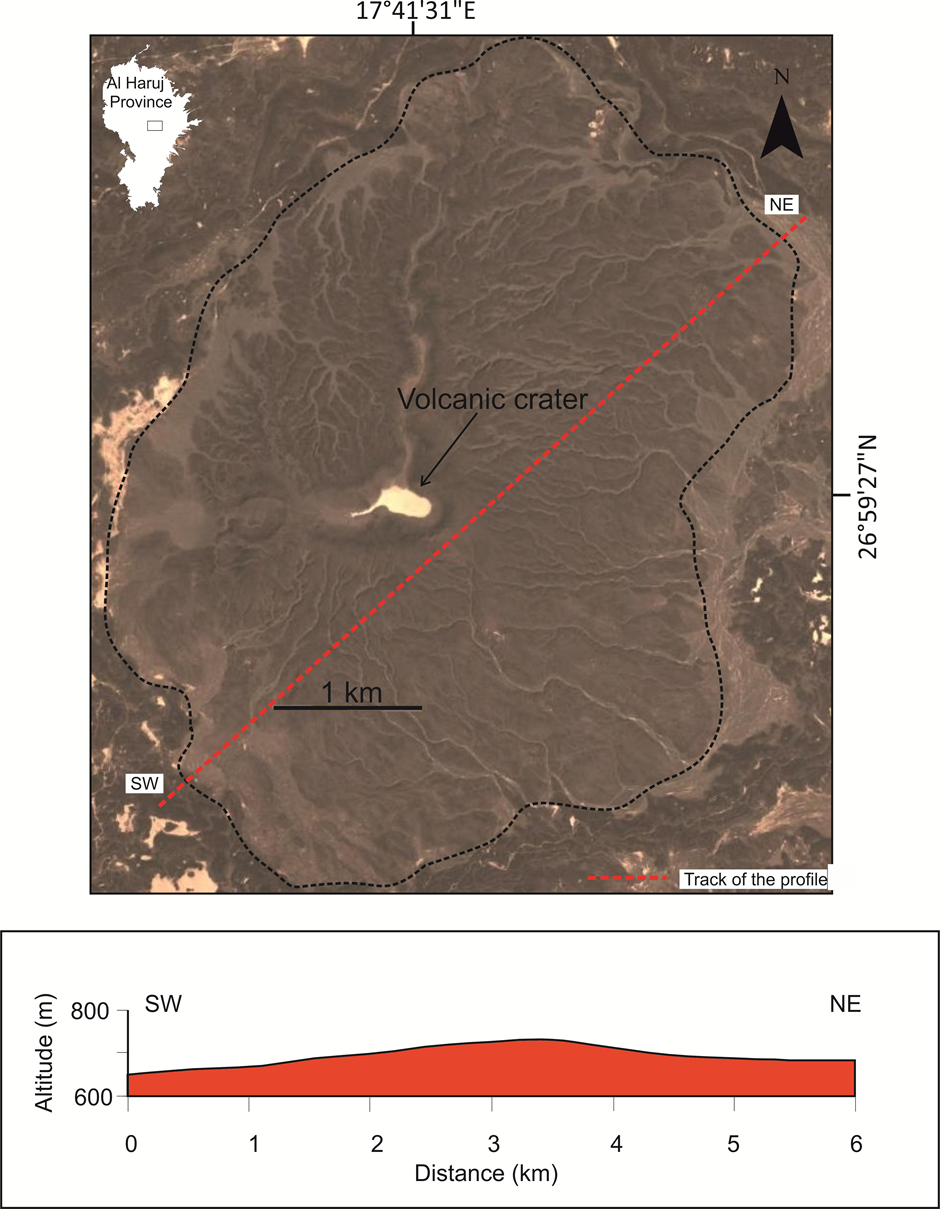 17°41'31"E
Al Haruj
Province
N
NE
Volcanic crater
26°59'27"N
1 km
SW
Track of the profile
SW
NE
800
600
Altitude (m)
0 1 2 3 4 5 6
Distance (km)